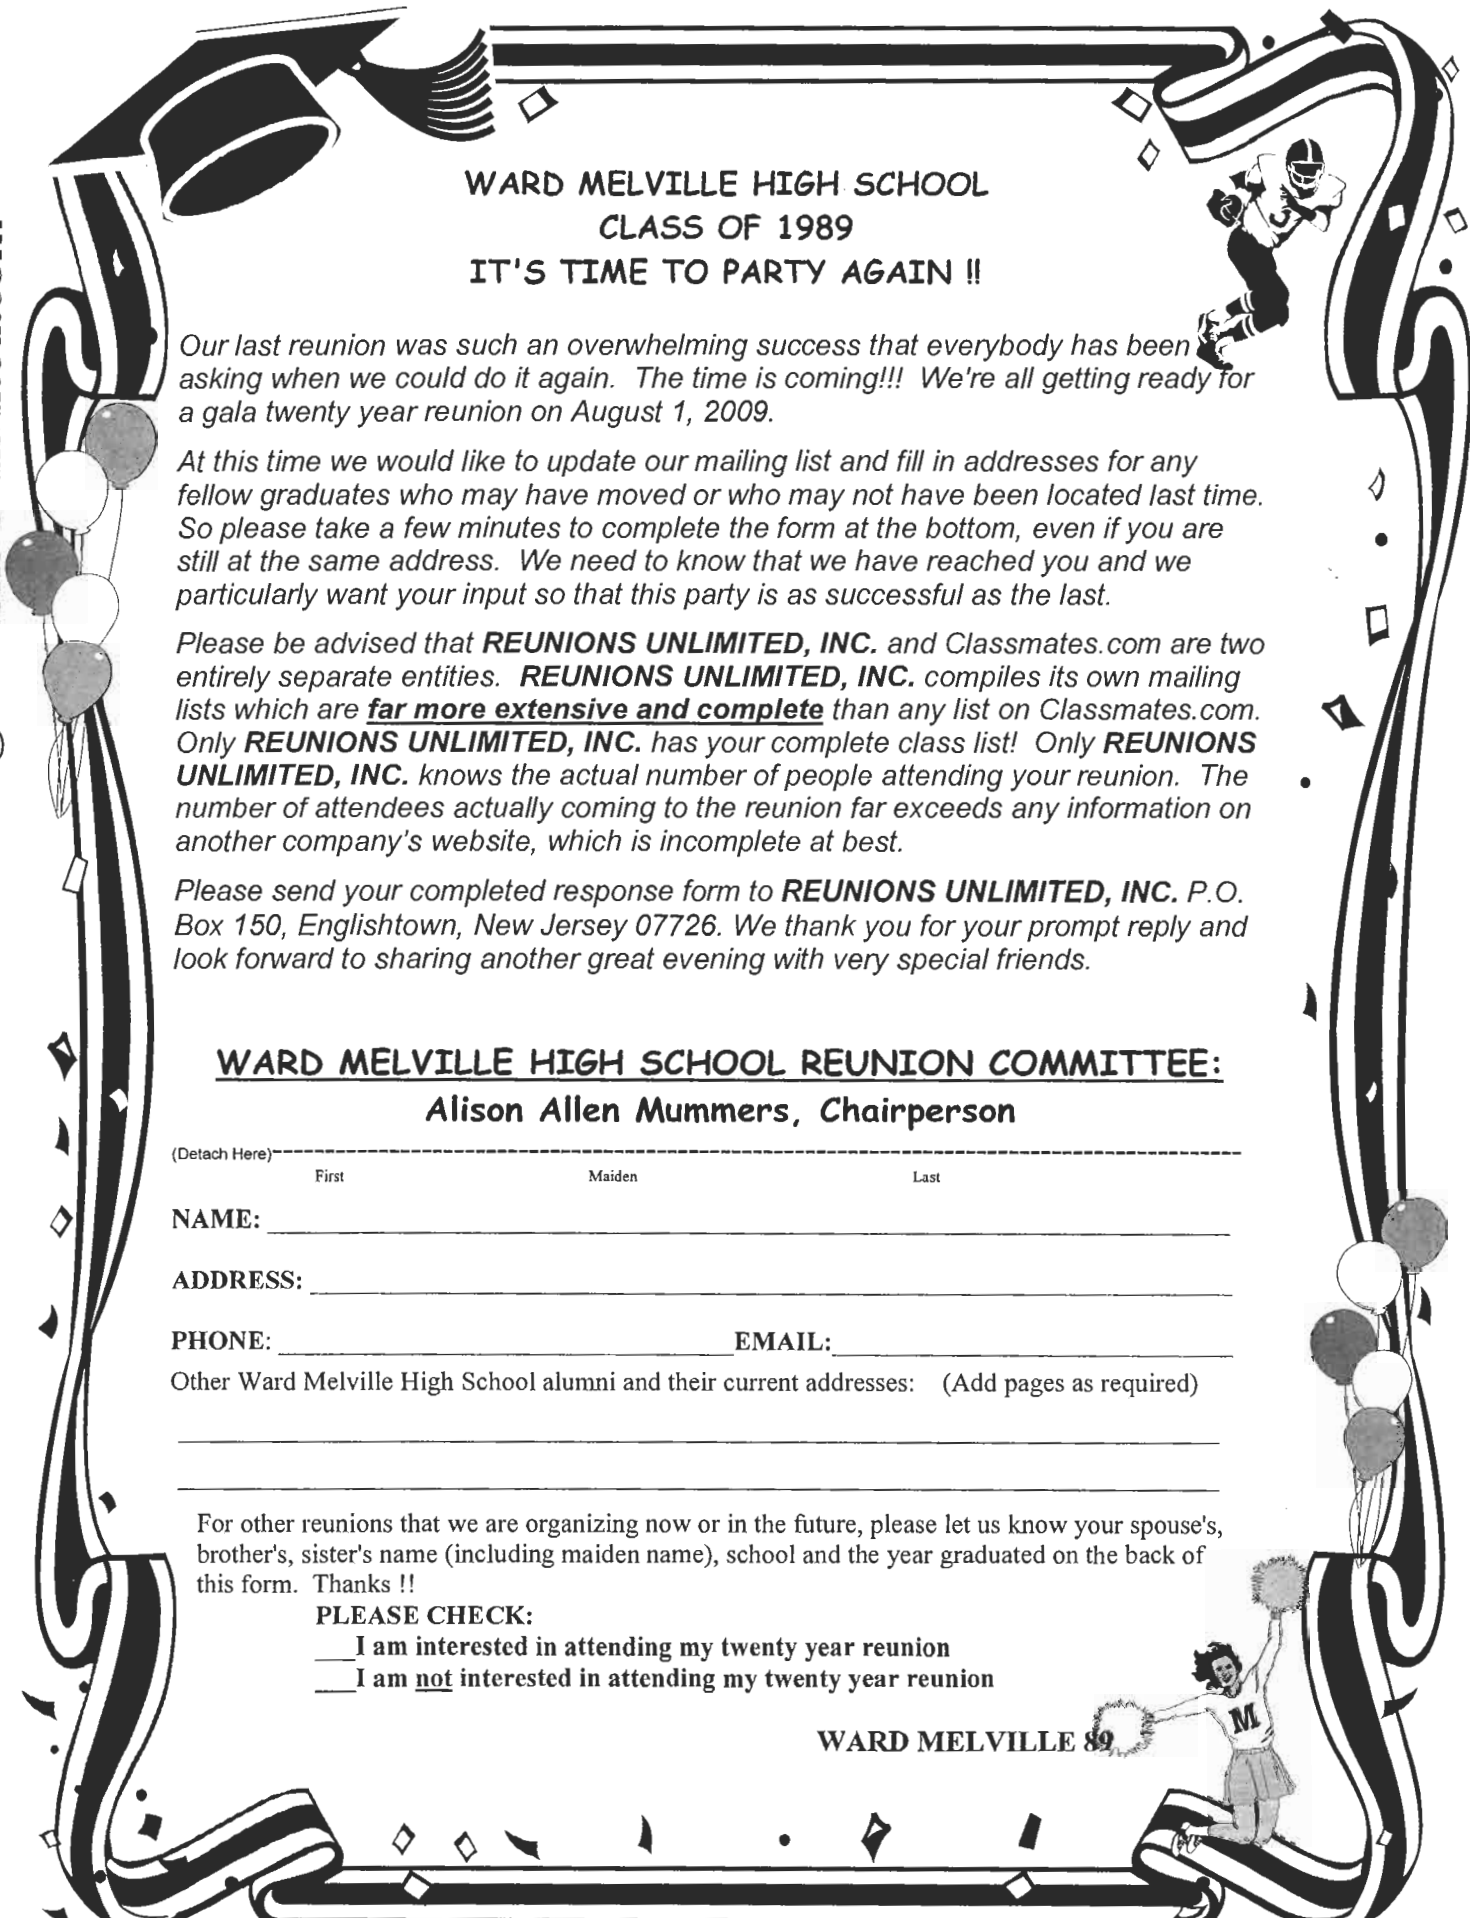 WARD MELVILLE HIGH SCHOOL
CLASS OF 1989
IT'S TIME TO PARTY AGAIN !!
Our last reunion was such an overwhelming success that everybody has been
asking when we could do it again. The time is coming!!! We're all getting ready for
a gala twenty year reunion on August 1, 2009.
At this time we would like to update our mailing list and fill in addresses for any
fellow graduates who may have moved or who may not have been located last time.
So please take a few minutes to complete the form at the bottom, even if you are
still at the same address. We need to know that we have reached you and we
particularly want your input so that this party is as successful as the last.
Please be advised that REUNIONS UNLIMITED, INC. and Classmates.com are two
entirely separate entities. REUNIONS UNLIMITED, INC. compiles its own mailing
lists which are far more extensive and complete than any list on Classmates.com.
Only REUNIONS UNLIMITED, INC. has your complete class list! Only REUNIONS
UNLIMITED, INC. knows the actual number of people attending your reunion. The
number of attendees actually coming to the reunion far exceeds any information on
another company's website, which is incomplete at best.
Please send your completed response form to REUNIONS UNLIMITED, INC. P.O.
Box 150, Englishtown, New Jersey 07726. We thank you for your prompt reply and
look forward to sharing another great evening with very special friends.
WARD MELVILLE HIGH SCHOOL REUNION COMMITTEE:
Alison Allen Mummers, Chairperson
(Detach Here)
First Maiden Last
NAME:
ADDRESS:
PHONE: EMAIL:
Other Ward Melville High School alumni and their current addresses: (Add pages as required)
For other reunions that we are organizing now or in the future, please let us know your spouse's,
brother's, sister's name (including maiden name), school and the year graduated on the back of
this form. Thanks !!
PLEASE CHECK:
___I am interested in attending my twenty year reunion
___I am not interested in attending my twenty year reunion
M
WARD MELVILLE 89